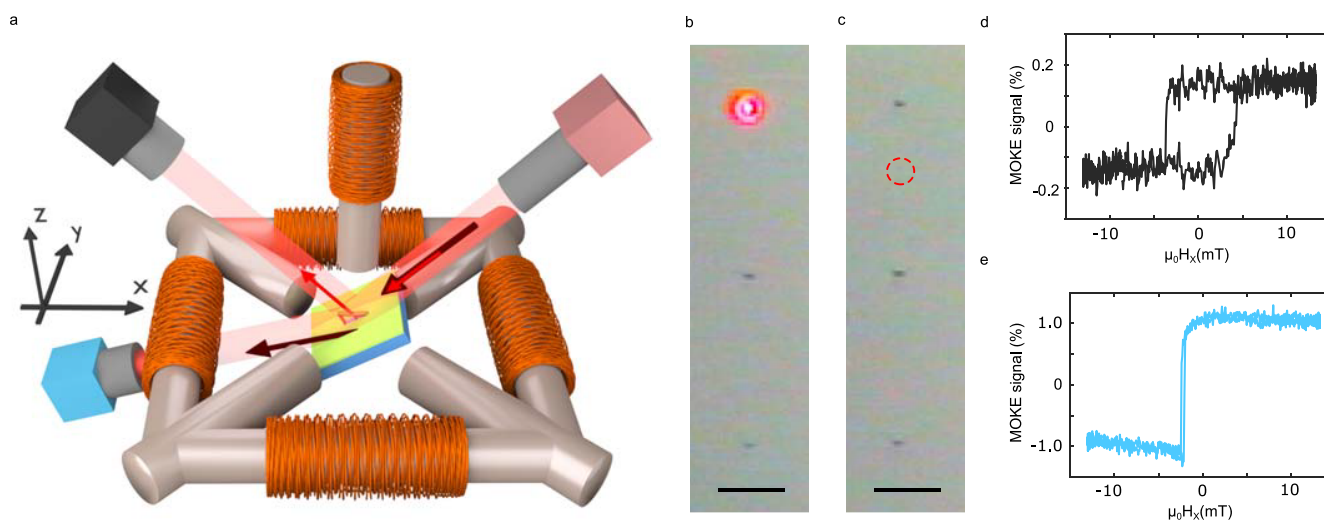 a
b
c
d
z
y
x
0.2
0
-0.2
MOKE signal (%)
-10
0
10
μ₀Hₓ(mT)
e
1.0
0
-1.0
MOKE signal (%)
-10
0
10
μ₀Hₓ(mT)